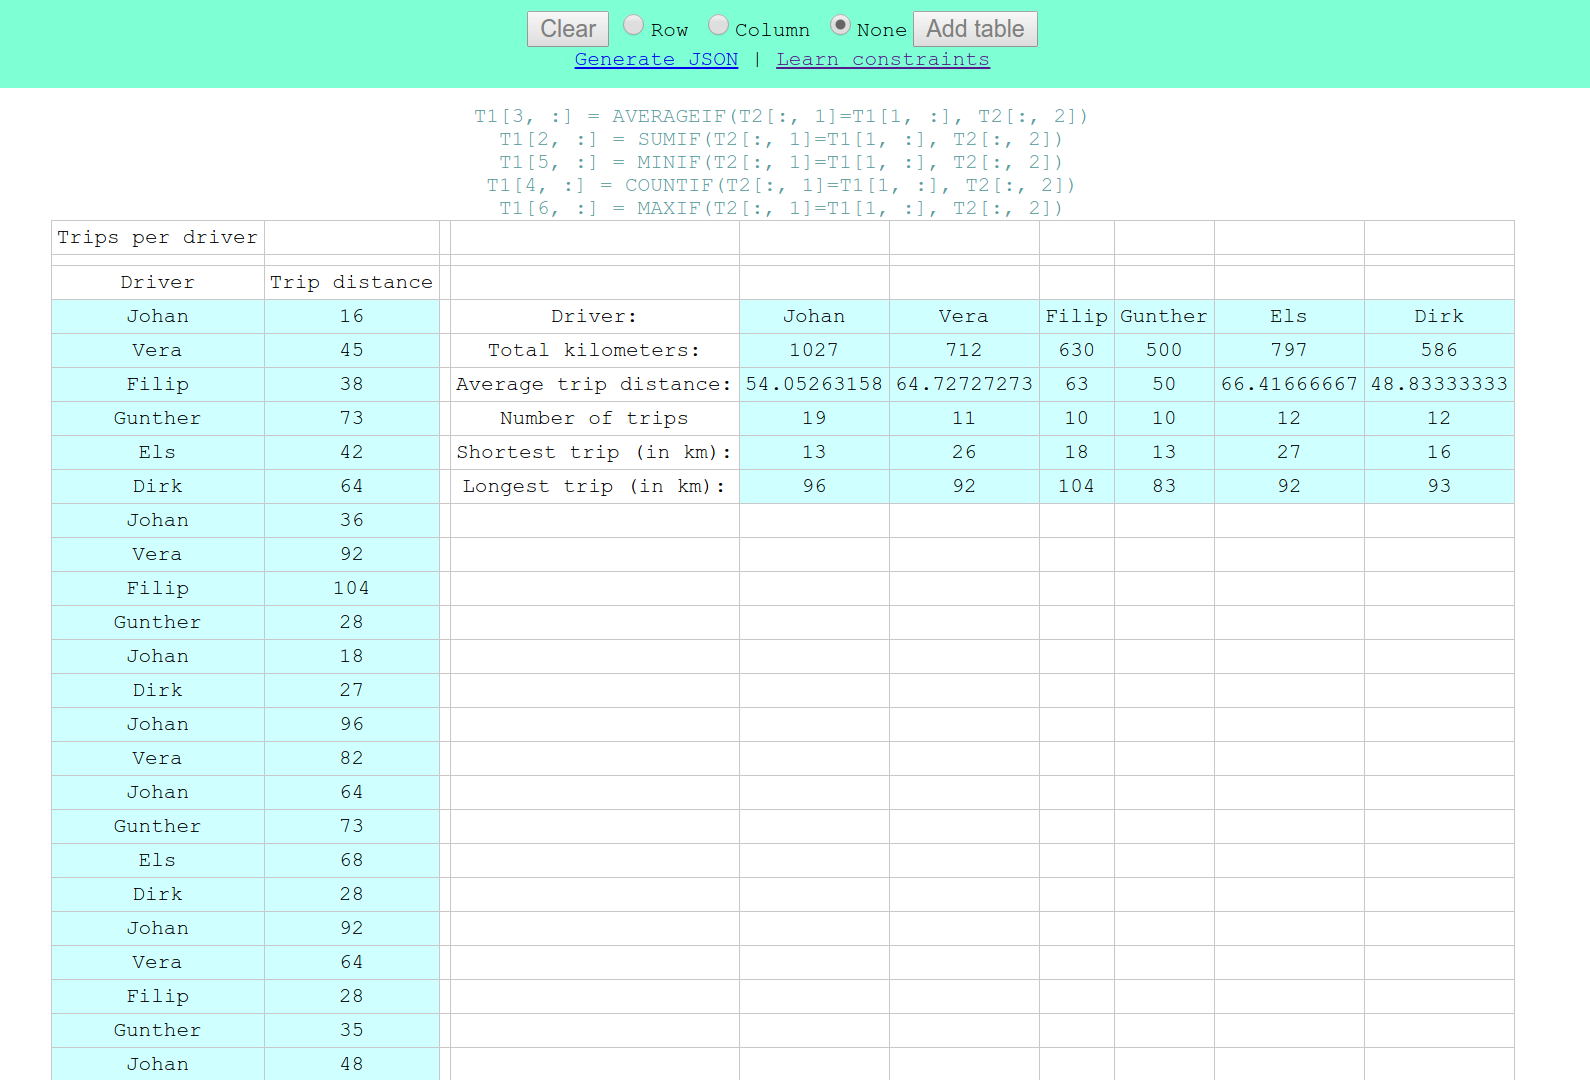 Clear Row Column None Add table
Generate JSON | Learn constraints
T1[3, :] = AVERAGEIF(T2[:, 1]=T1[1, :], T2[:, 2])
T1[2, :] = SUMIF(T2[:, 1]=T1[1, :], T2[:, 2])
T1[5, :] = MINIF(T2[:, 1]=T1[1, :], T2[:, 2])
T1[4, :] = COUNTIF(T2[:, 1]=T1[1, :], T2[:, 2])
T1[6, :] = MAXIF(T2[:, 1]=T1[1, :], T2[:, 2])
Trips per driver
Driver Trip distance
Johan 16 Driver: Johan Vera Filip Gunther Els Dirk
Vera 45 Total kilometers: 1027 712 630 500 797 586
Filip 38 Average trip distance: 54.05263158 64.72727273 63 50 66.41666667 48.83333333
Gunther 73 Number of trips 19 11 10 10 12 12
Els 42 Shortest trip (in km): 13 26 18 13 27 16
Dirk 64 Longest trip (in km): 96 92 104 83 92 93
Johan 36
Vera 92
Filip 104
Gunther 28
Johan 18
Dirk 27
Johan 96
Vera 82
Johan 64
Gunther 73
Els 68
Dirk 28
Johan 92
Vera 64
Filip 28
Gunther 35
Johan 48